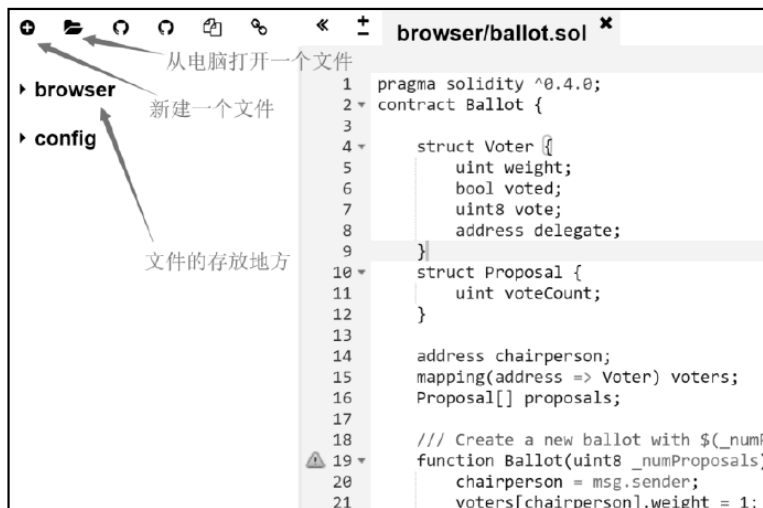 browser/ballot.sol
从电脑打开一个文件
browser
新建一个文件
config
文件的存放地方
1 pragma solidity ^0.4.0;
2 contract Ballot {
3
4 struct Voter {
5 uint weight;
6 bool voted;
7 uint8 vote;
8 address delegate;
9 }
10 struct Proposal {
11 uint voteCount;
12 }
13
14 address chairperson;
15 mapping(address => Voter) voters;
16 Proposal[] proposals;
17
18 /// Create a new ballot with $(_num
19 function Ballot(uint8 _numProposals)
20 chairperson = msg.sender;
21 voters[chairperson].weight = 1;